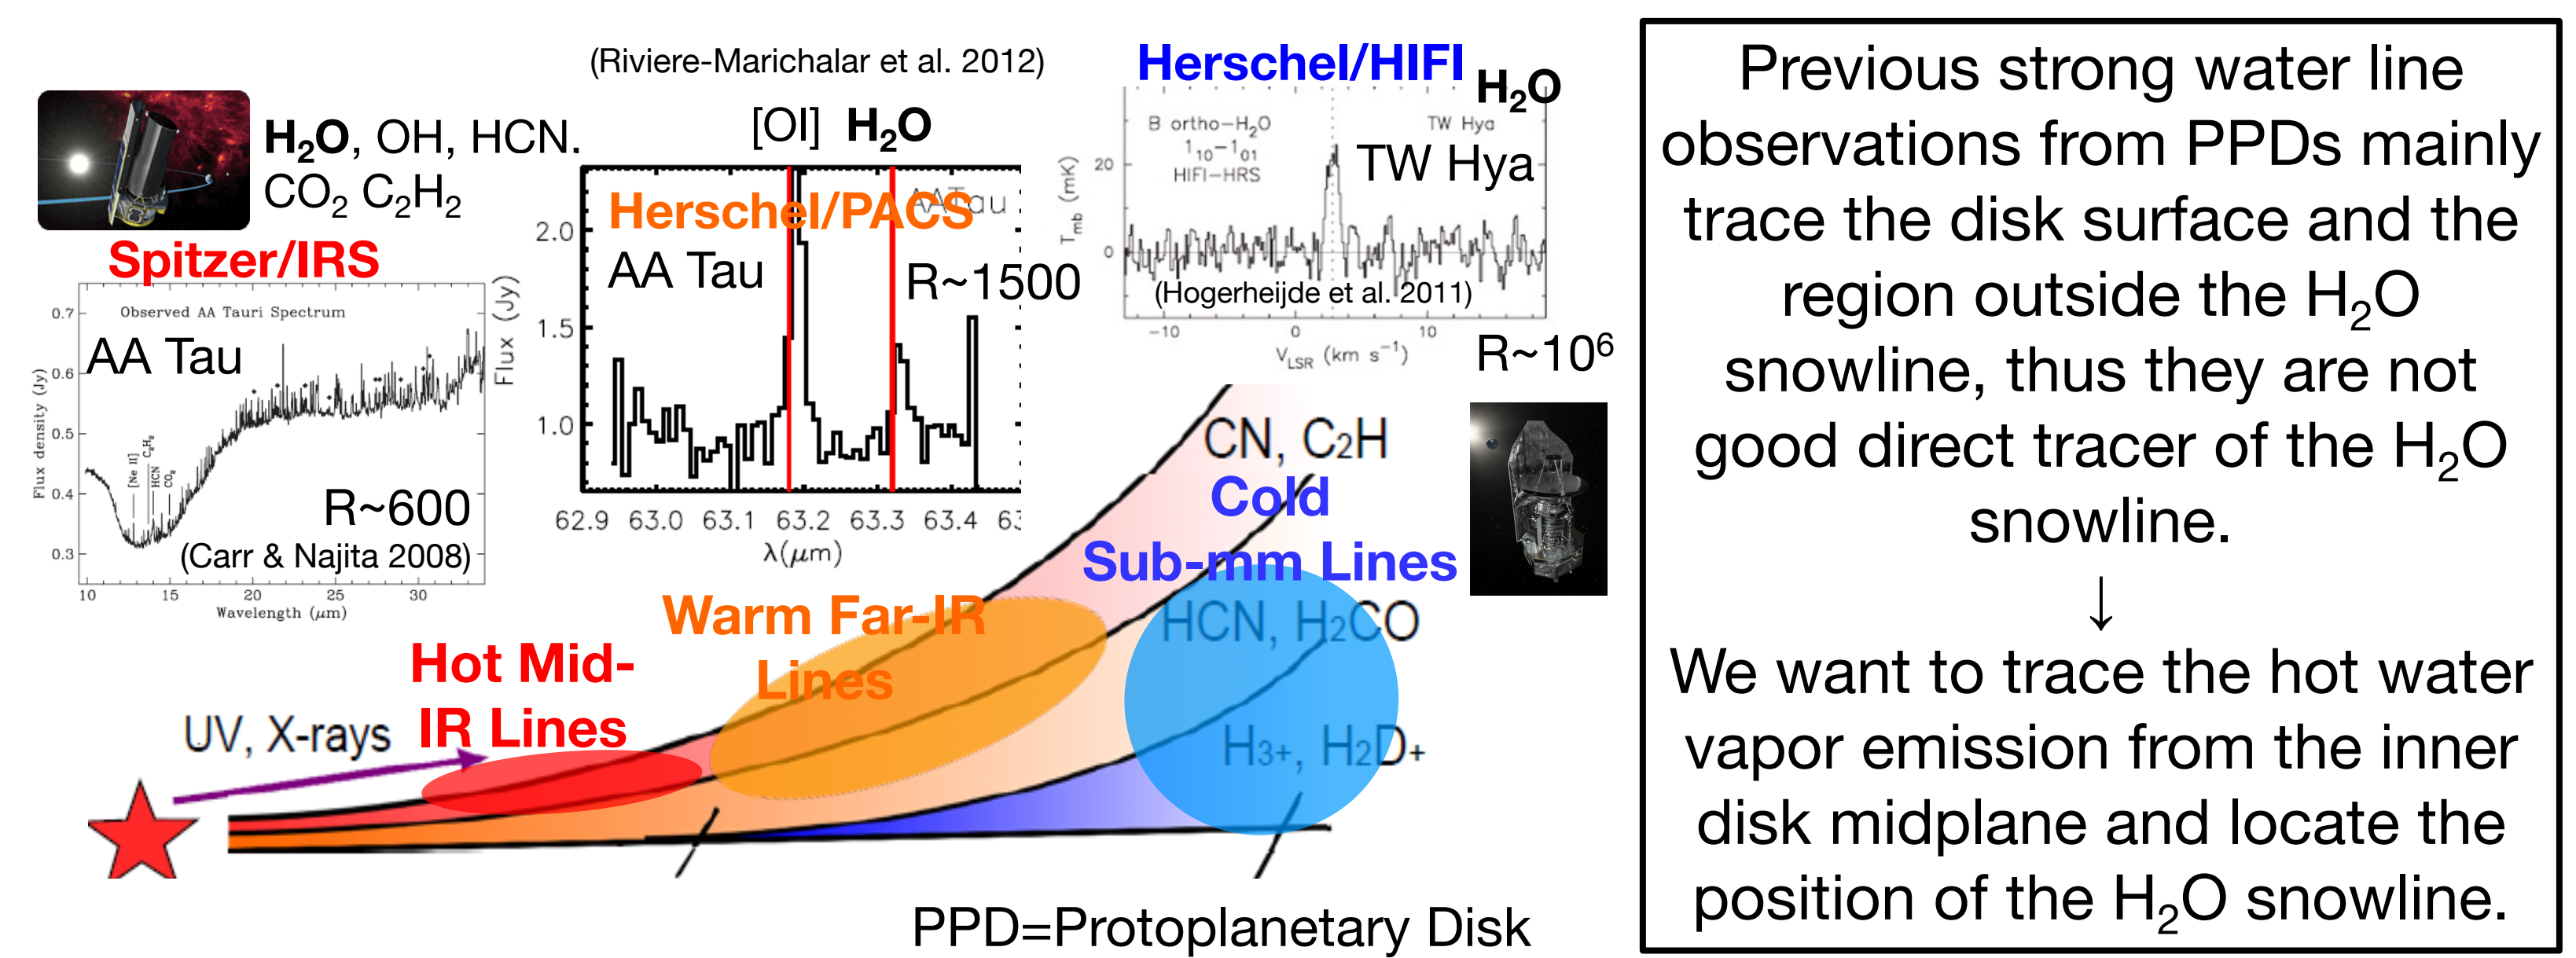 (Riviere-Marichalar et al. 2012)
H₂O, OH, HCN.
CO₂ C₂H₂
Spitzer/IRS
Observed AA Tauri Spectrum
AA Tau
0.7
0.6
0.5
0.4
0.3
Flux density (Jy)
[Ne II]
C₂H₂
HCN
CO₂
R~600
(Carr & Najita 2008)
10 15 20 25 30
Wavelength (μm)
[OI] H₂O
Herschel/PACS
AA Tau
AA Tau
R~1500
Flux (Jy)
2.0
1.5
1.0
62.9 63.0 63.1 63.2 63.3 63.4
λ(μm)
Herschel/HIFI
H₂O
B ortho-H₂O
1₁₀-1₀₁
HIFI-HRS
TW Hya
TW Hya
T_mb (mK)
20
0
(Hogerheijde et al. 2011)
-10 0 10
V_LSR (km s⁻¹)
R~10⁶
CN, C₂H
Cold
Sub-mm Lines
HCN, H₂CO
H₃₊, H₂D₊
Warm Far-IR
Lines
Hot Mid-
IR Lines
UV, X-rays
PPD=Protoplanetary Disk
Previous strong water line
observations from PPDs mainly
trace the disk surface and the
region outside the H₂O
snowline, thus they are not
good direct tracer of the H₂O
snowline.
↓
We want to trace the hot water
vapor emission from the inner
disk midplane and locate the
position of the H₂O snowline.